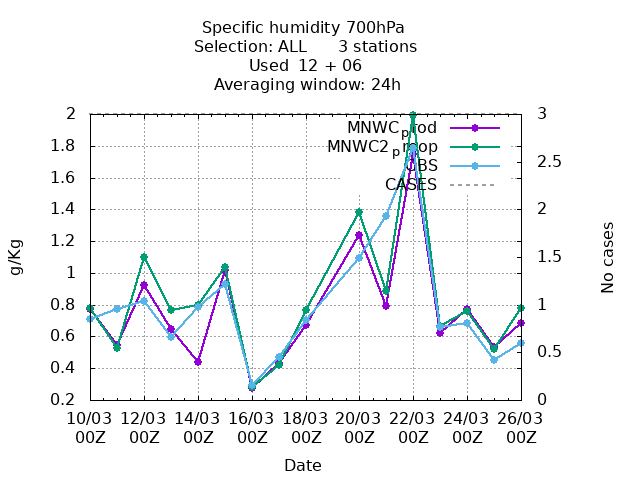 Specific humidity 700hPa
Selection: ALL 3 stations
Used 12 + 06
Averaging window: 24h
MNWCprod
MNWC2preop
OBS
CASES
g/Kg
2
1.8
1.6
1.4
1.2
1
0.8
0.6
0.4
0.2
3
2.5
2
1.5
1
0.5
0
No cases
10/03 12/03 14/03 16/03 18/03 20/03 22/03 24/03 26/03
00Z 00Z 00Z 00Z 00Z 00Z 00Z 00Z 00Z
Date